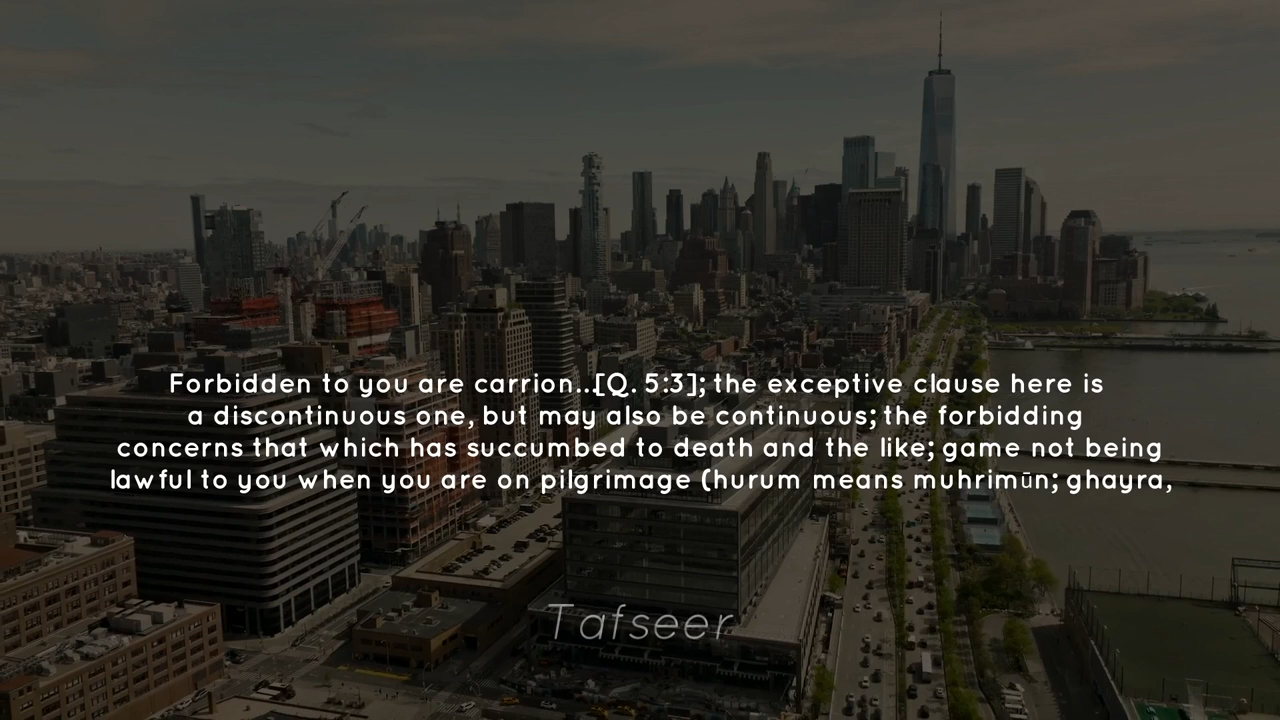 Forbidden to you are carrion...[Q. 5:3]; the exceptive clause here is
a discontinuous one, but may also be continuous; the forbidding
concerns that which has succumbed to death and the like; game not being
lawful to you when you are on pilgrimage (hurum means muhrimūn; ghayra,
Tafseer